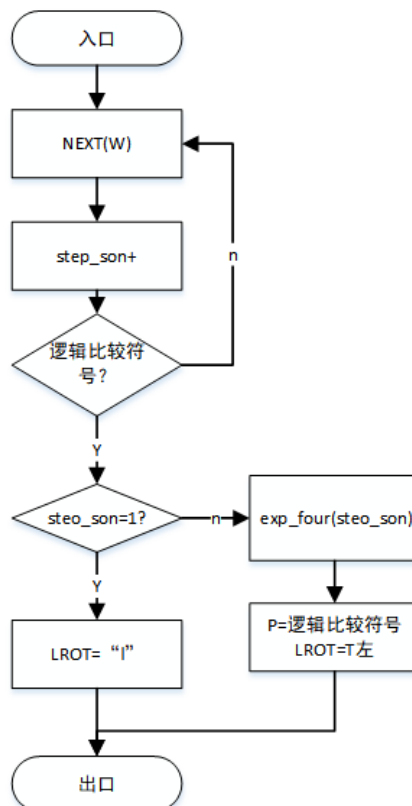 入口
NEXT(W)
step_son+
n
逻辑比较符
号?
Y
steo_son=1?
n
exp_four(steo_son)
Y
P=逻辑比较符号
LROT=T左
LROT= “I”
出口